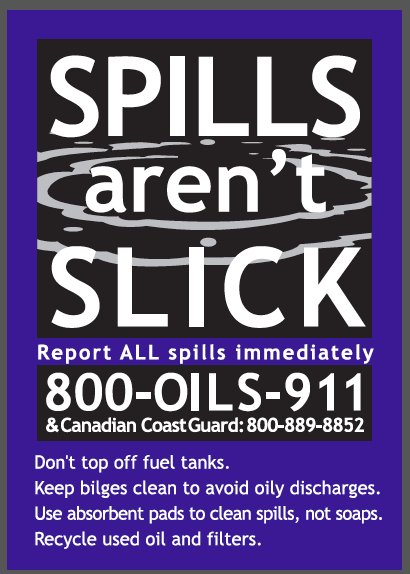 SPILLS
aren't
SLICK
Report ALL spills immediately
800-OILS-911
& Canadian Coast Guard: 800-889-8852
Don't top off fuel tanks.
Keep bilges clean to avoid oily discharges.
Use absorbent pads to clean spills, not soaps.
Recycle used oil and filters.